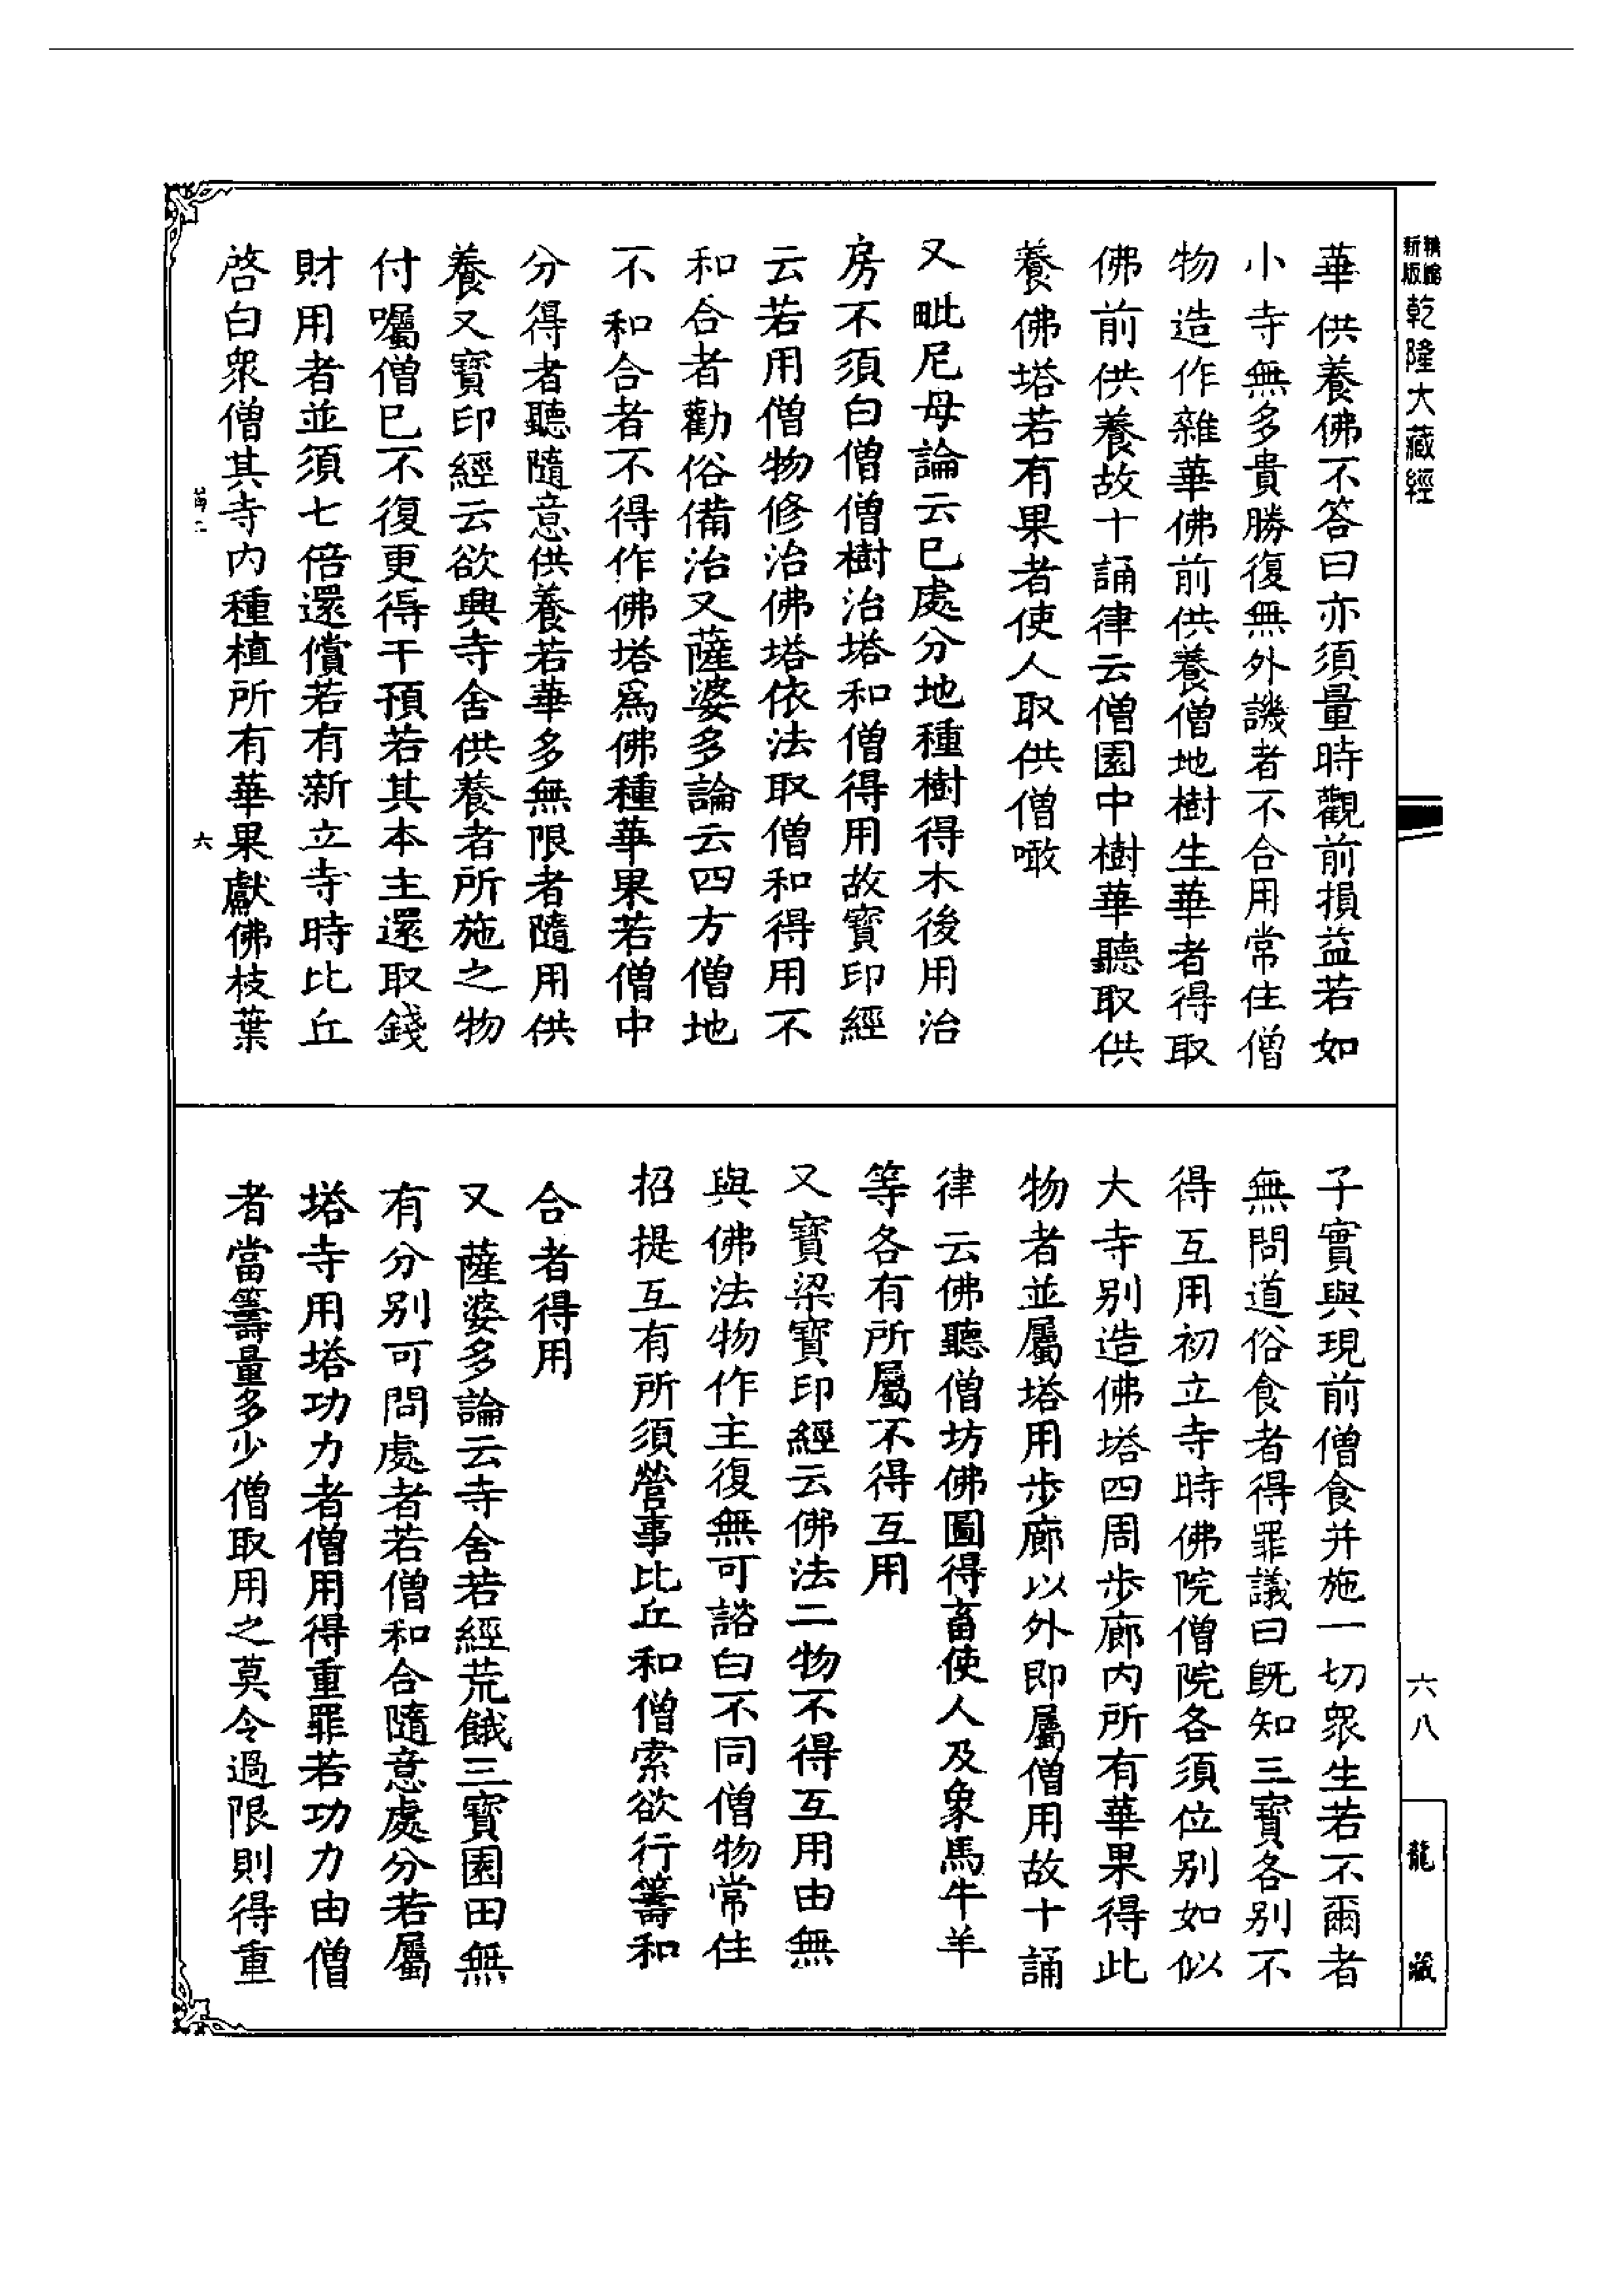 乾隆大藏經
華供養佛不答曰亦須量時觀前損益若如
小寺無多貴勝復無外譏者不合用常住僧
物造作雜華佛前供養僧地樹生華者得取
佛前供養故十誦律云僧園中樹華聽取供
養佛塔若有果者使人取供僧噉
又毗尼母論云已處分地種樹得木後用治
房不須白僧僧樹治塔和僧得用故寶印經
云若用僧物修治佛塔依法取僧和得用不
和合者勸俗備治又薩婆多論云四方僧地
不和合者不得作佛塔爲佛種華果若僧中
分得者聽隨意供養若華多無限者隨用供
養又寶印經云欲興寺舍供養者所施之物
付囑僧已不復更得干預若其本主還取錢
財用者並須七倍還償若有新立寺時比丘
啓白衆僧其寺內種植所有華果獻佛枝葉
六
子實與現前僧食并施一切衆生若不爾者
無問道俗食者得罪議曰旣知三寶各別不
得互用初立寺時佛院僧院各須位別如似
大寺別造佛塔四周步廊內所有華果得此
物者並屬塔用步廊以外即屬僧用故十誦
律云佛聽僧坊佛圖得畜使人及象馬牛羊
等各有所屬不得互用
又寶梁寶印經云佛法二物不得互用由無
與佛法物作主復無可諮白不同僧物常住
招提互有所須營事比丘和僧索欲行籌和
合者得用
又薩婆多論云寺舍若經荒餓三寶園田無
有分別可問處者若僧和合隨意處分若屬
塔寺用塔功力者僧用得重罪若功力由僧
者當籌量多少僧取用之莫令過限則得重
六八
龍藏